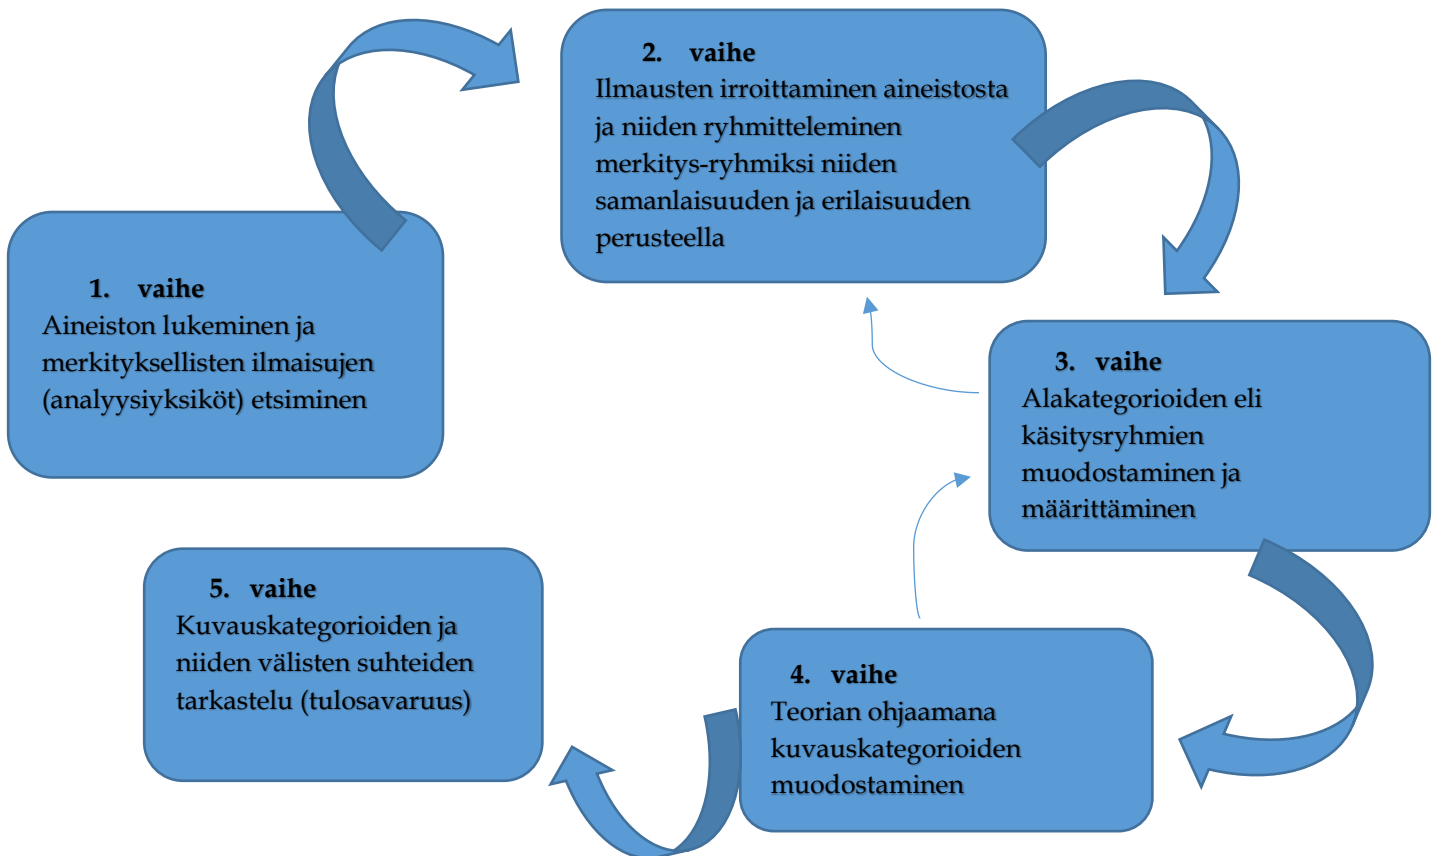 1. vaihe
Aineiston lukeminen ja
merkityksellisten ilmaisujen
(analyysiyksiköt) etsiminen
2. vaihe
Ilmausten irroittaminen aineistosta
ja niiden ryhmitteleminen
merkitys-ryhmiksi niiden
samanlaisuuden ja erilaisuuden
perusteella
3. vaihe
Alakategorioiden eli
käsitysryhmien
muodostaminen ja
määrittäminen
4. vaihe
Teorian ohjaamana
kuvauskategorioiden
muodostaminen
5. vaihe
Kuvauskategorioiden ja
niiden välisten suhteiden
tarkastelu (tulosavaruus)